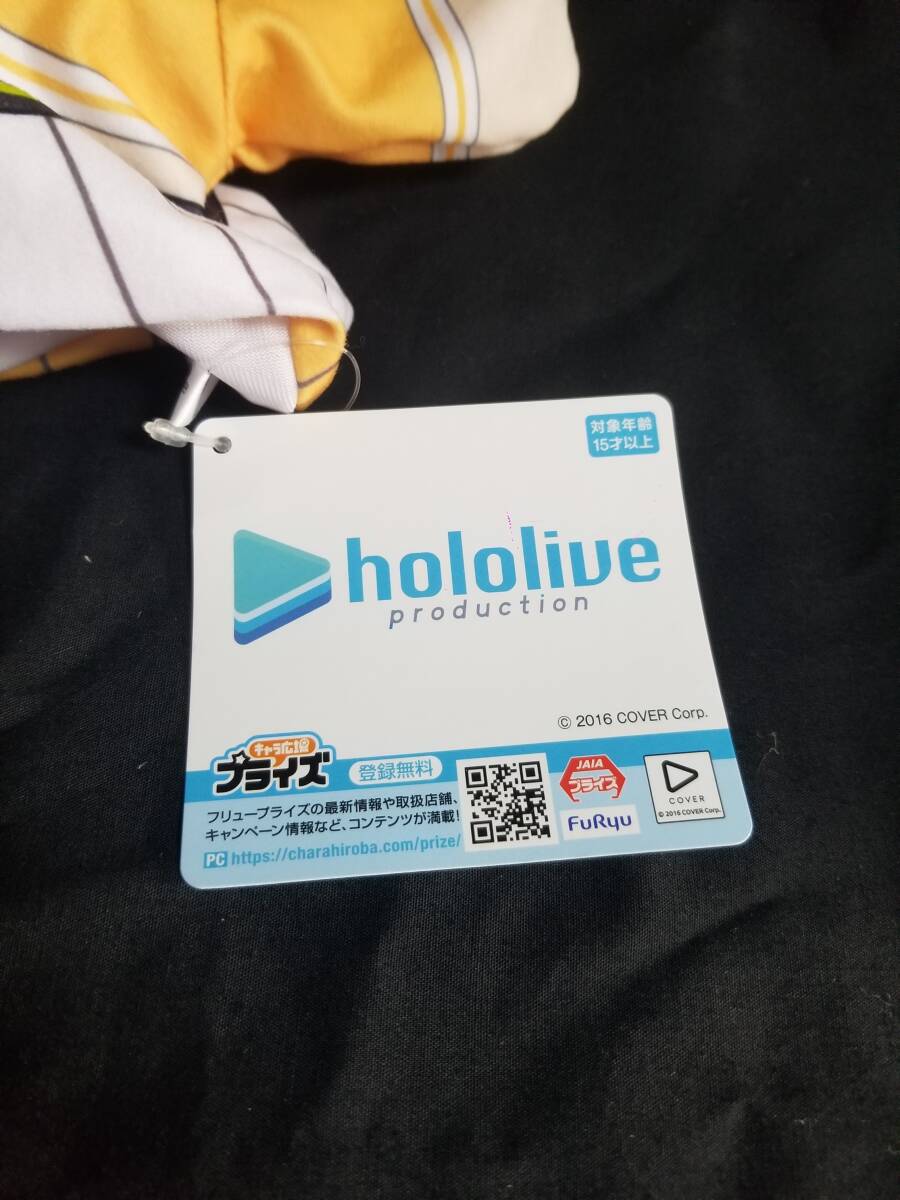 対象年齢
15才以上
hololive
production
© 2016 COVER Corp.
キャラ広場
プライズ
登録無料
フリュープライズの最新情報や取扱店舗、
キャンペーン情報など、コンテンツが満載!
PC https://charahiroba.com/prize/
JAIA
プライズ
FuRyu
COVER
© 2016 COVER Corp.